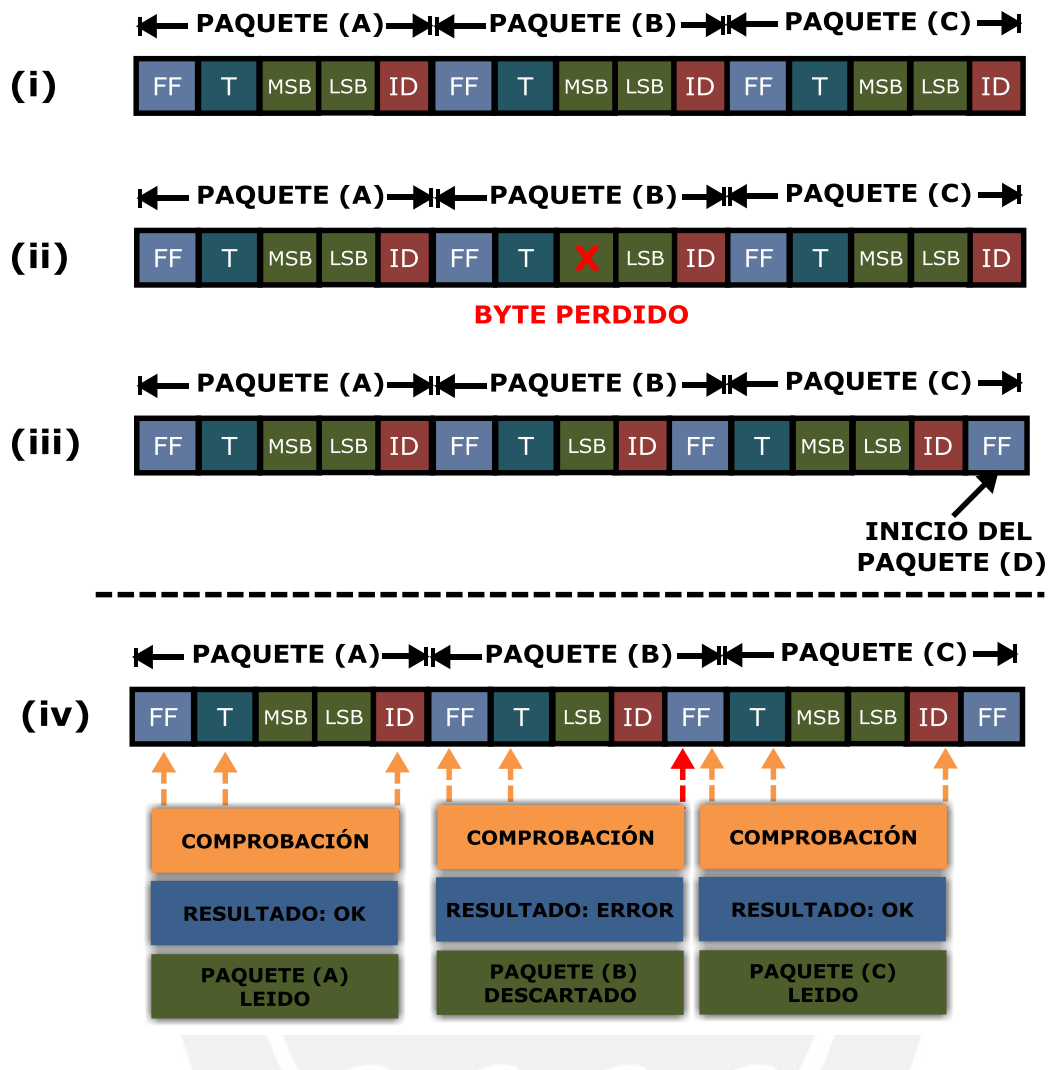 PAQUETE (A) PAQUETE (B) PAQUETE (C)
(i) FF T MSB LSB ID FF T MSB LSB ID FF T MSB LSB ID
PAQUETE (A) PAQUETE (B) PAQUETE (C)
(ii) FF T MSB LSB ID FF T X LSB ID FF T MSB LSB ID
BYTE PERDIDO
PAQUETE (A) PAQUETE (B) PAQUETE (C)
(iii) FF T MSB LSB ID FF T LSB ID FF T MSB LSB ID FF
INICIO DEL
PAQUETE (D)
PAQUETE (A) PAQUETE (B) PAQUETE (C)
(iv) FF T MSB LSB ID FF T LSB ID FF T MSB LSB ID FF
COMPROBACIÓN COMPROBACIÓN COMPROBACIÓN
RESULTADO: OK RESULTADO: ERROR RESULTADO: OK
PAQUETE (A) PAQUETE (B) PAQUETE (C)
LEIDO DESCARTADO LEIDO